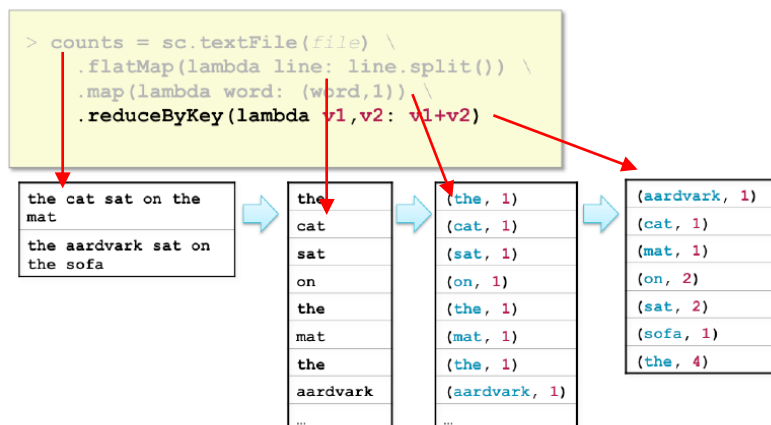 > counts = sc.textFile(file) \
.flatMap(lambda line: line.split()) \
.map(lambda word: (word,1)) \
.reduceByKey(lambda v1,v2: v1+v2)
the cat sat on the
mat
the aardvark sat on
the sofa
the
cat
sat
on
the
mat
the
aardvark
…
(the, 1)
(cat, 1)
(sat, 1)
(on, 1)
(the, 1)
(mat, 1)
(the, 1)
(aardvark, 1)
…
(aardvark, 1)
(cat, 1)
(mat, 1)
(on, 2)
(sat, 2)
(sofa, 1)
(the, 4)